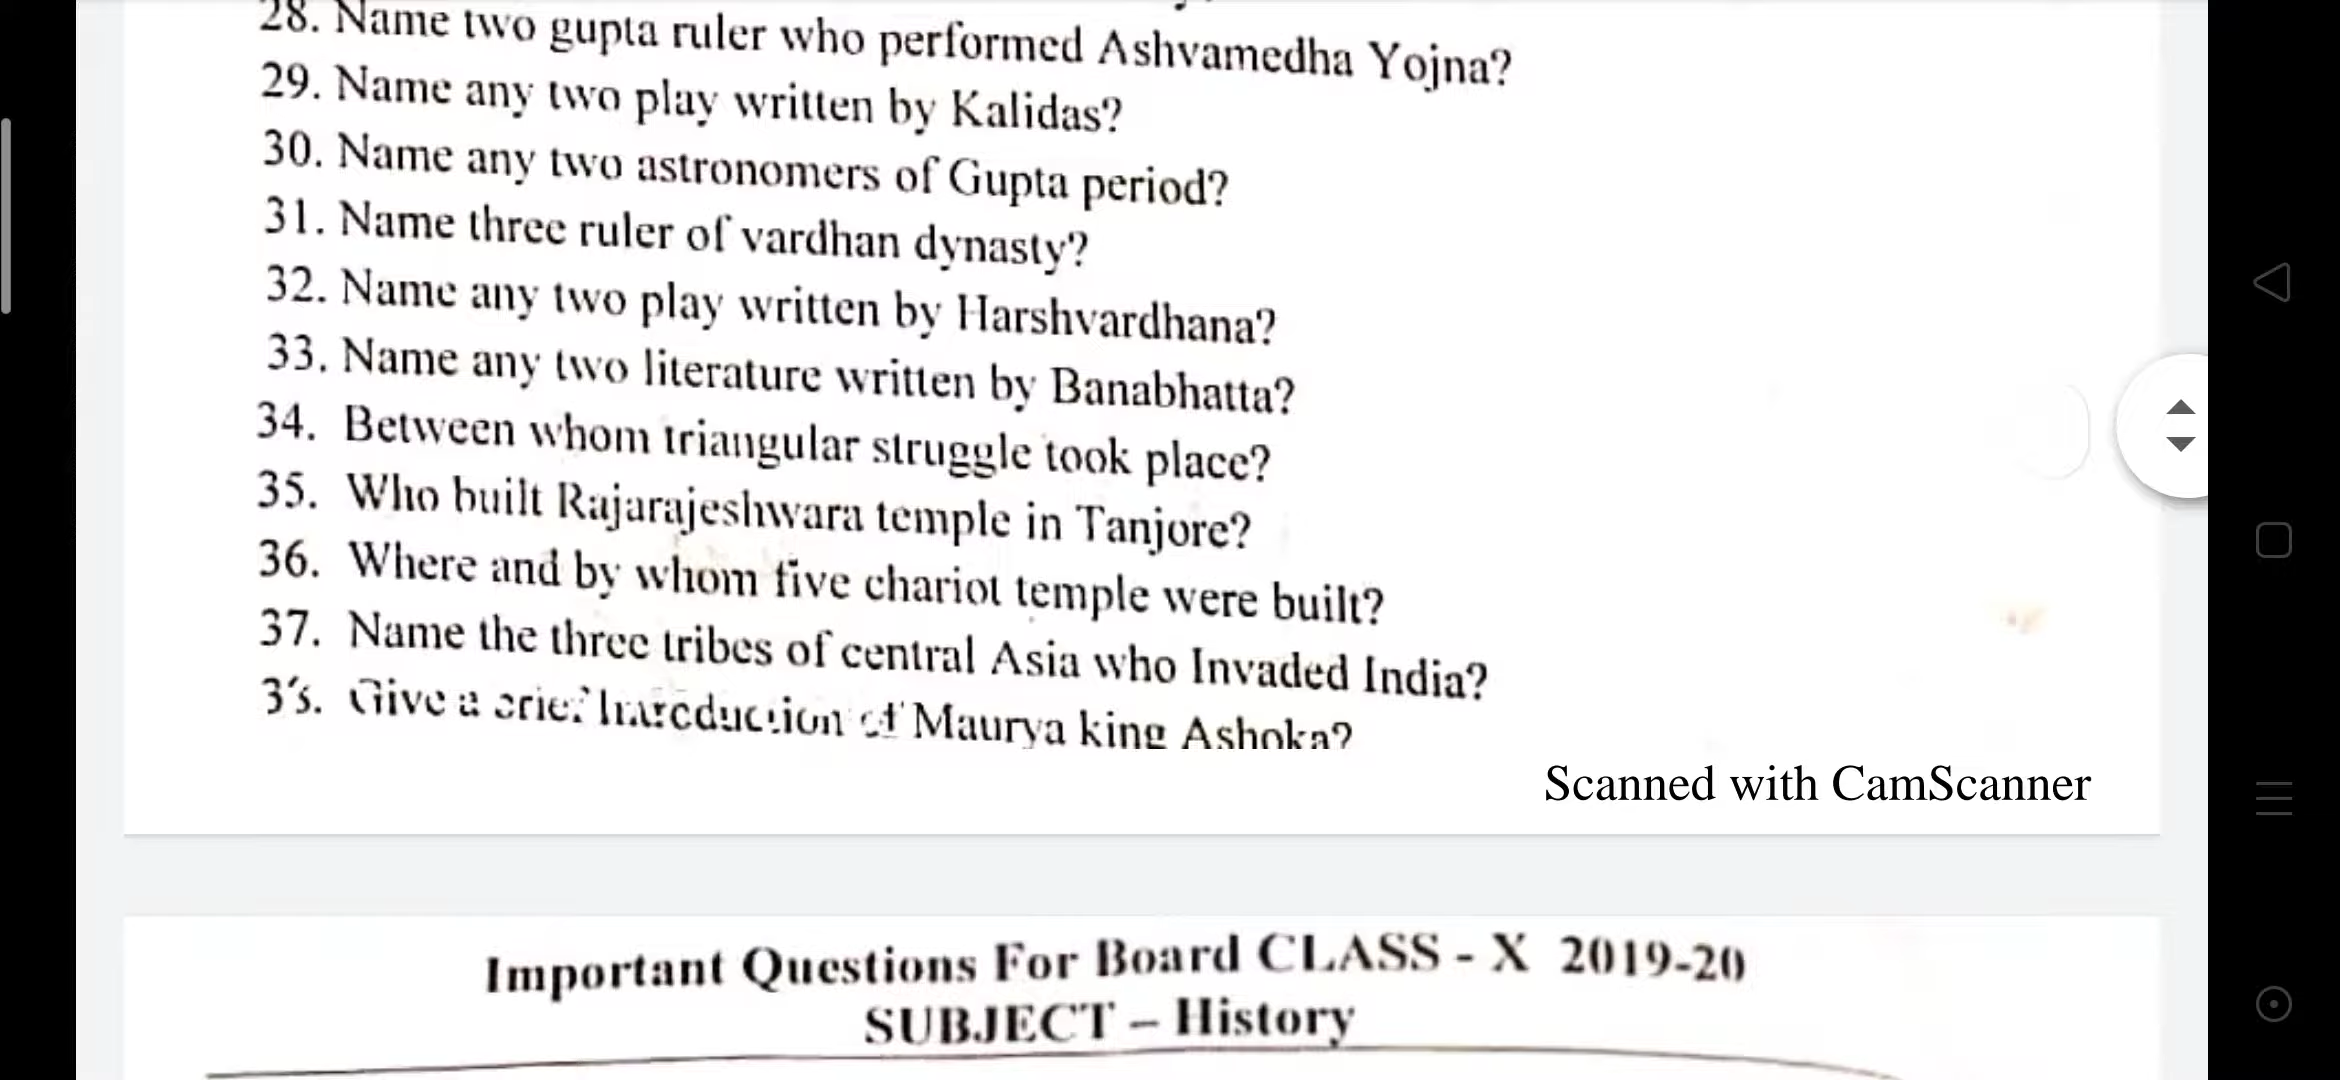 28. Name two gupta ruler who performed Ashvamedha Yojna?
29. Name any two play written by Kalidas?
30. Name any two astronomers of Gupta period?
31. Name three ruler of vardhan dynasty?
32. Name any two play written by Harshvardhana?
33. Name any two literature written by Banabhatta?
34. Between whom triangular struggle took place?
35. Who built Rajarajeshwara temple in Tanjore?
36. Where and by whom five chariot temple were built?
37. Name the three tribes of central Asia who Invaded India?
Give a brief Introduction of Maurya king Ashoka?
Scanned with CamScanner
Important Questions For Board CLASS - X 2019-20
SUBJECT – History